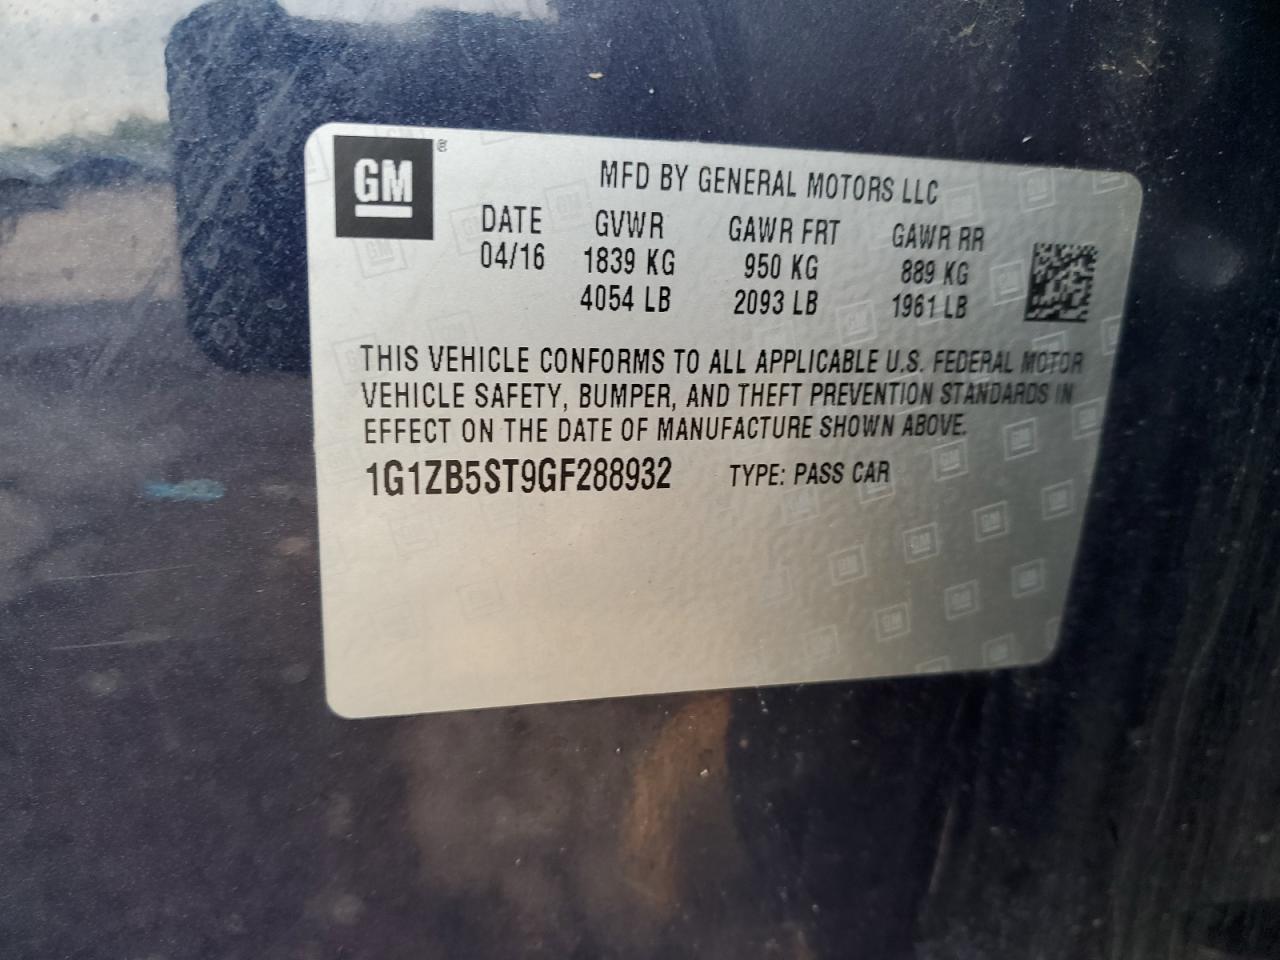 GM®
MFD BY GENERAL MOTORS LLC
DATE GVWR GAWR FRT GAWR RR
04/16 1839 KG 950 KG 889 KG
4054 LB 2093 LB 1961 LB
THIS VEHICLE CONFORMS TO ALL APPLICABLE U.S. FEDERAL MOTOR
VEHICLE SAFETY, BUMPER, AND THEFT PREVENTION STANDARDS IN
EFFECT ON THE DATE OF MANUFACTURE SHOWN ABOVE.
1G1ZB5ST9GF288932 TYPE: PASS CAR